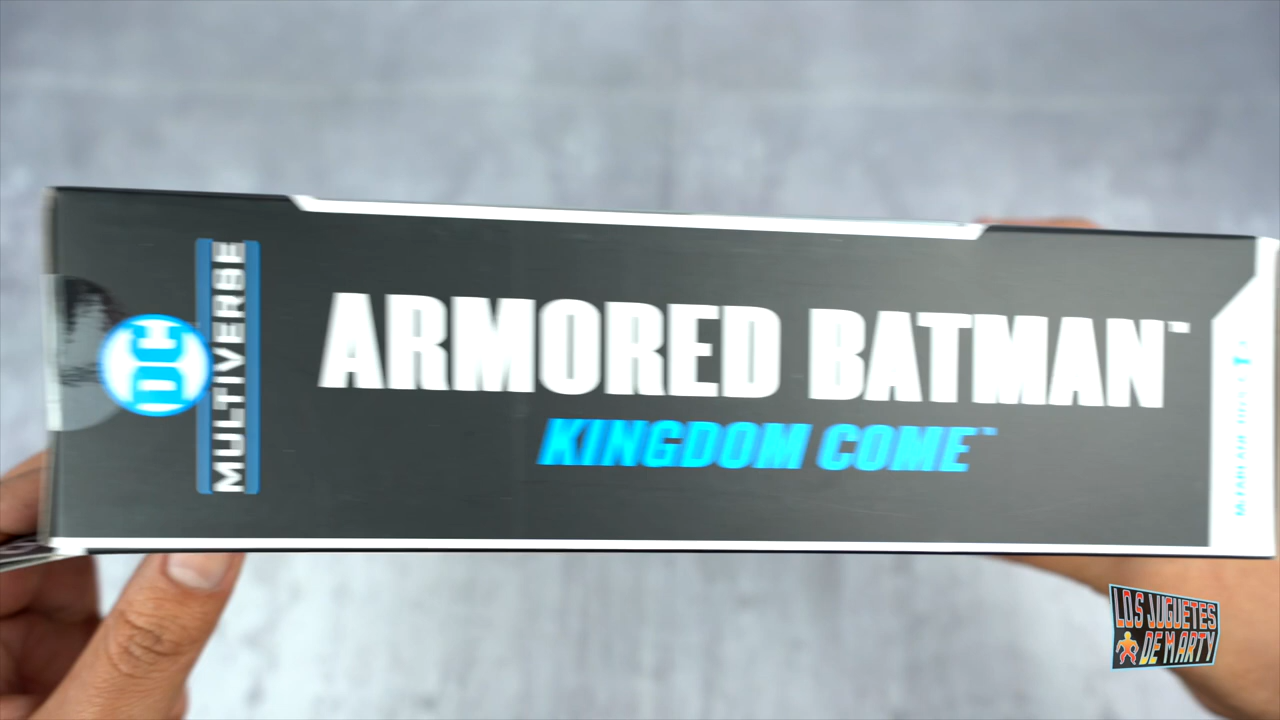 DC
MULTIVERSE
ARMORED BATMAN™
KINGDOM COME™
LOS JUGUETES
DE MARTY